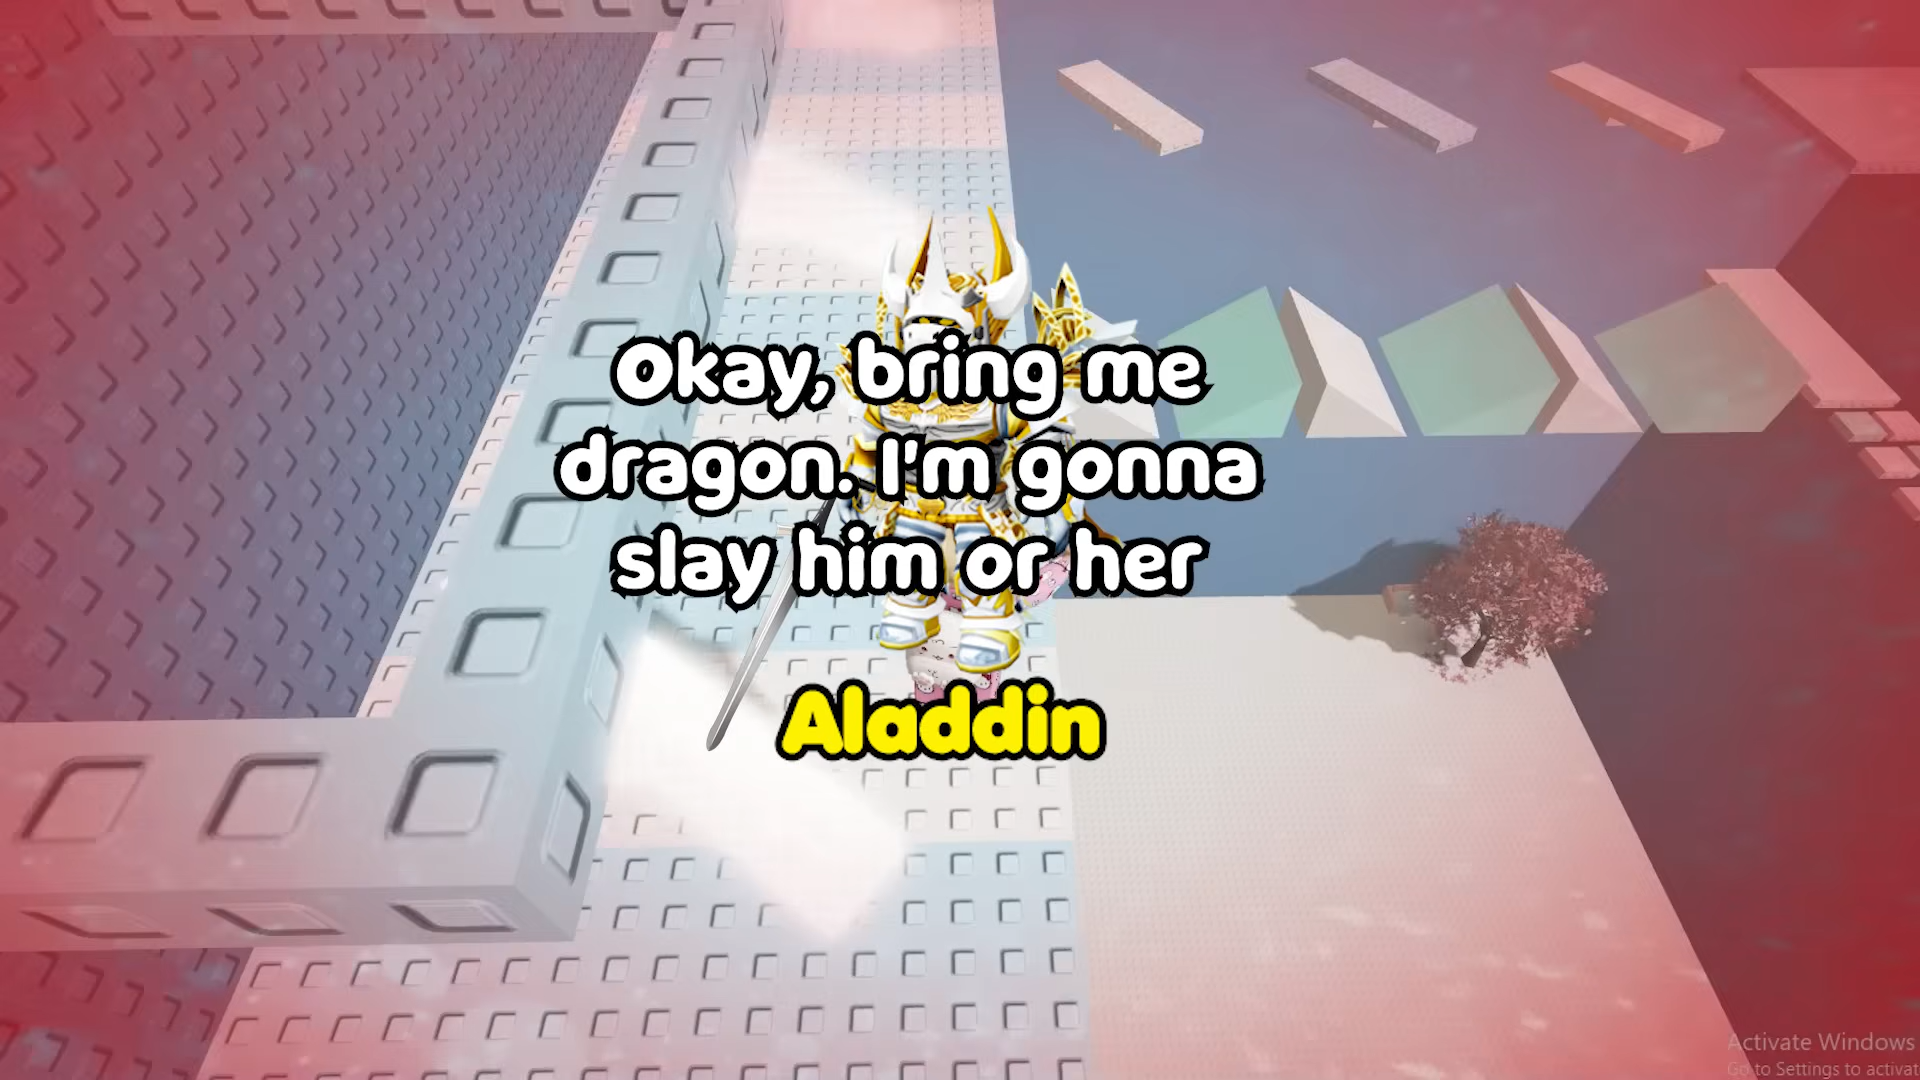 Okay, bring me
dragon. I'm gonna
slay him or her
Aladdin
Activate Windows
Go to Settings to activat